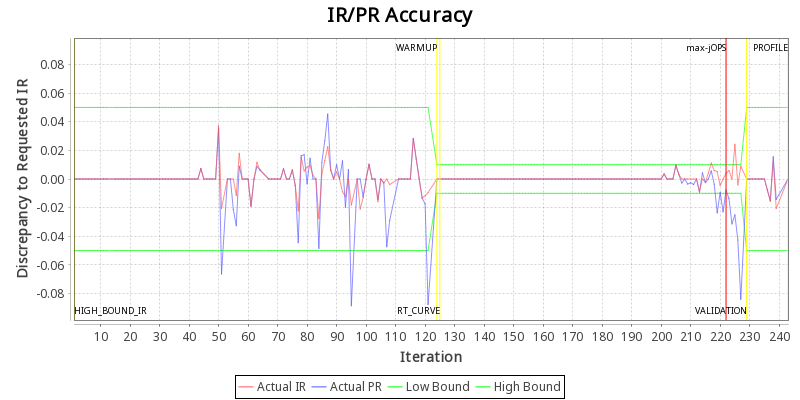 IR/PR Accuracy
WARMUP
max-jOPS
PROFILE
0.08
0.06
0.04
0.02
0.00
-0.02
-0.04
-0.06
-0.08
Discrepancy to Requested IR
HIGH_BOUND_IR
RT_CURVE
VALIDATION
10 20 30 40 50 60 70 80 90 100 110 120 130 140 150 160 170 180 190 200 210 220 230 240
Iteration
Actual IR Actual PR Low Bound High Bound